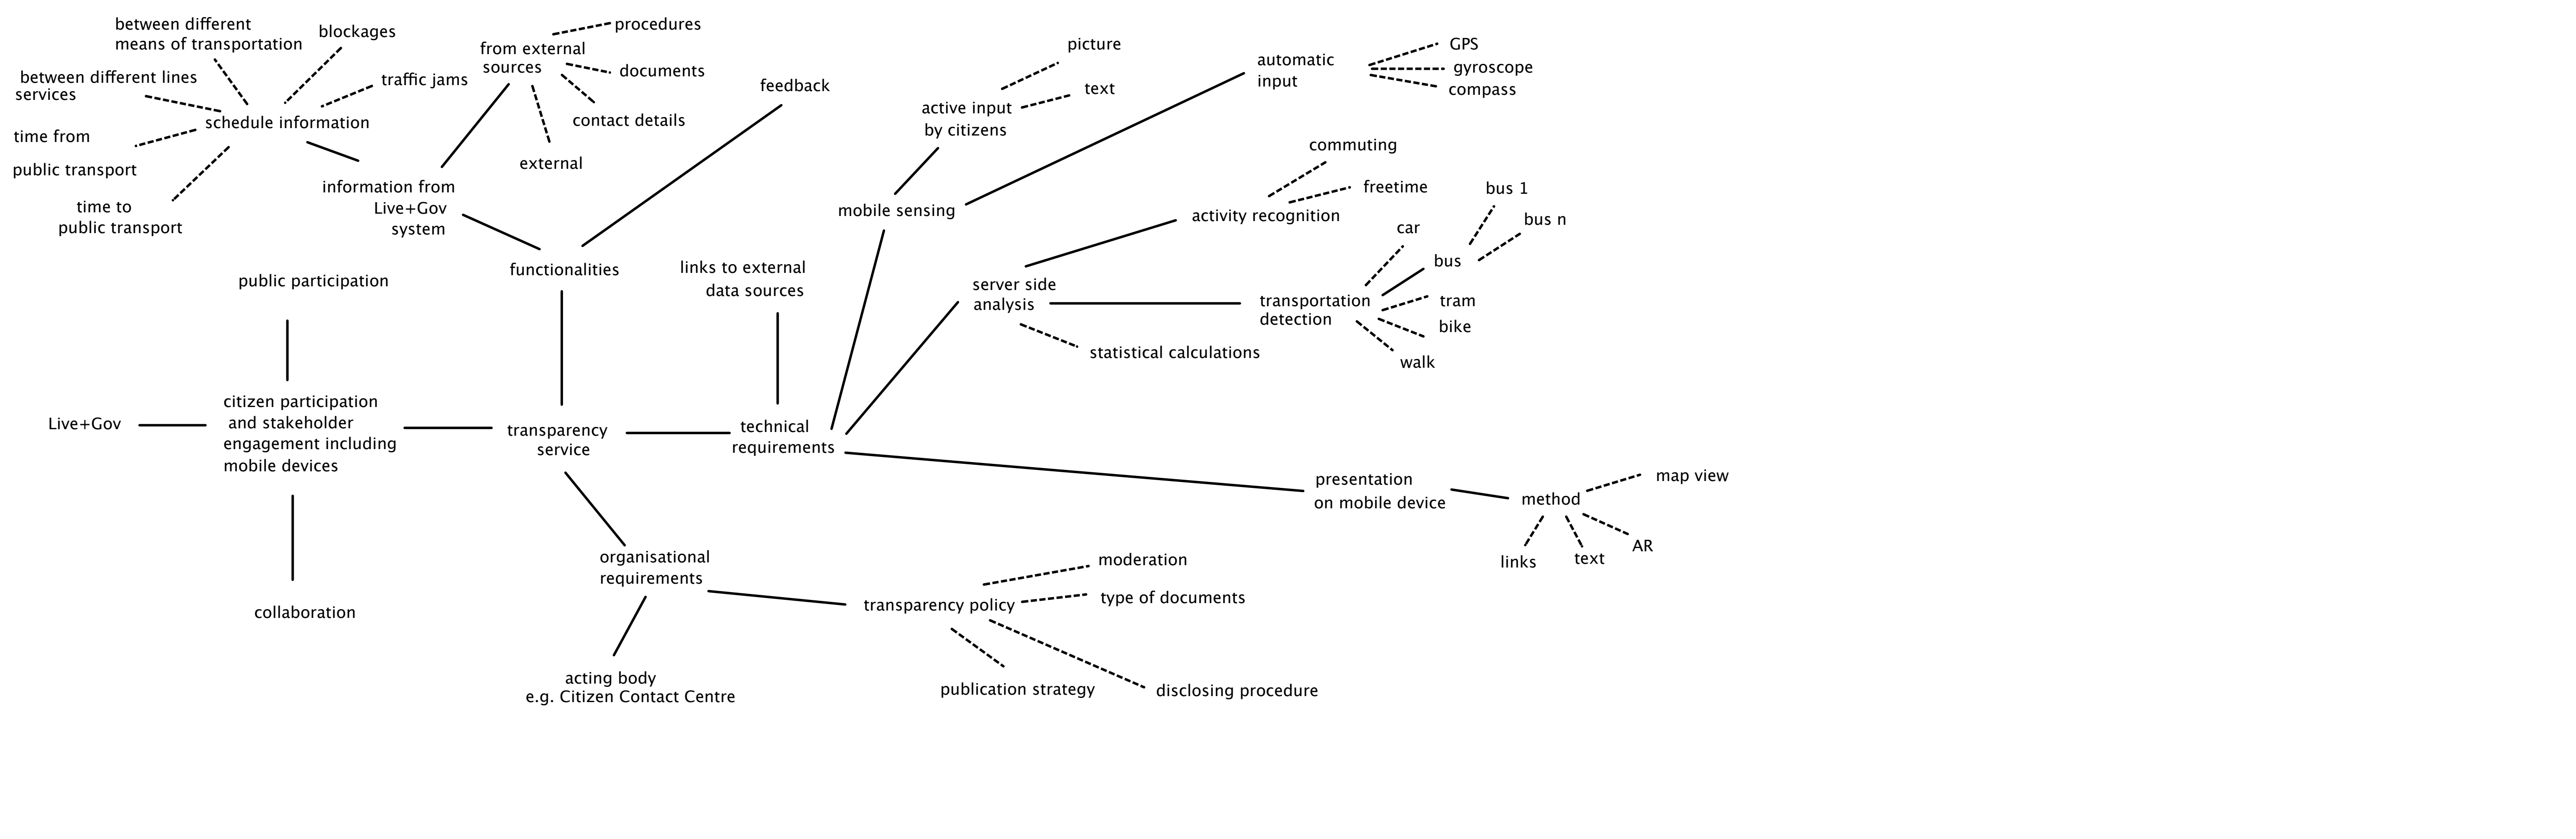 between different
means of transportation
blockages
between different lines
services
traffic jams
schedule information
time from
public transport
time to
public transport
from external
sources
procedures
documents
contact details
external
information from
Live+Gov
system
feedback
functionalities
picture
active input
by citizens
text
automatic
input
GPS
gyroscope
compass
mobile sensing
commuting
freetime
activity recognition
links to external
data sources
server side
analysis
statistical calculations
transportation
detection
car
bus
bus 1
bus n
tram
bike
walk
public participation
Live+Gov
citizen participation
and stakeholder
engagement including
mobile devices
collaboration
transparency
service
technical
requirements
presentation
on mobile device
method
map view
AR
text
links
organisational
requirements
acting body
e.g. Citizen Contact Centre
transparency policy
moderation
type of documents
publication strategy
disclosing procedure